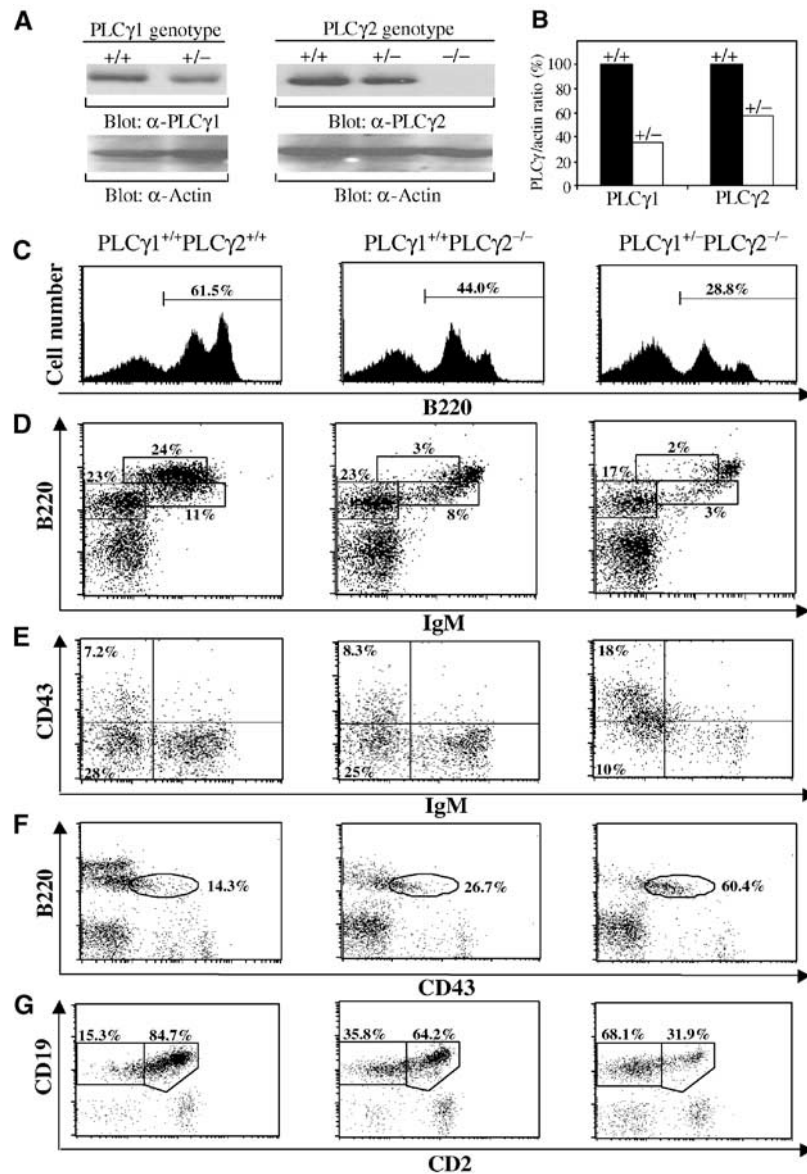 A
PLCγ1 genotype
+/+ +/−
Blot: α-PLCγ1
Blot: α-Actin
PLCγ2 genotype
+/+ +/− −/−
Blot: α-PLCγ2
Blot: α-Actin
B
PLCγ/actin ratio (%)
100
80
60
40
20
0
+/+ +/− +/+ +/−
PLCγ1 PLCγ2
C
PLCγ1+/+PLCγ2+/+ PLCγ1+/+PLCγ2−/− PLCγ1+/−PLCγ2−/−
Cell number
61.5% 44.0% 28.8%
B220
D
B220
24% 3% 2%
23% 23% 17%
11% 8% 3%
IgM
E
CD43
7.2% 8.3% 18%
28% 25% 10%
IgM
F
B220
14.3% 26.7% 60.4%
CD43
G
CD19
15.3% 84.7% 35.8% 64.2% 68.1% 31.9%
CD2